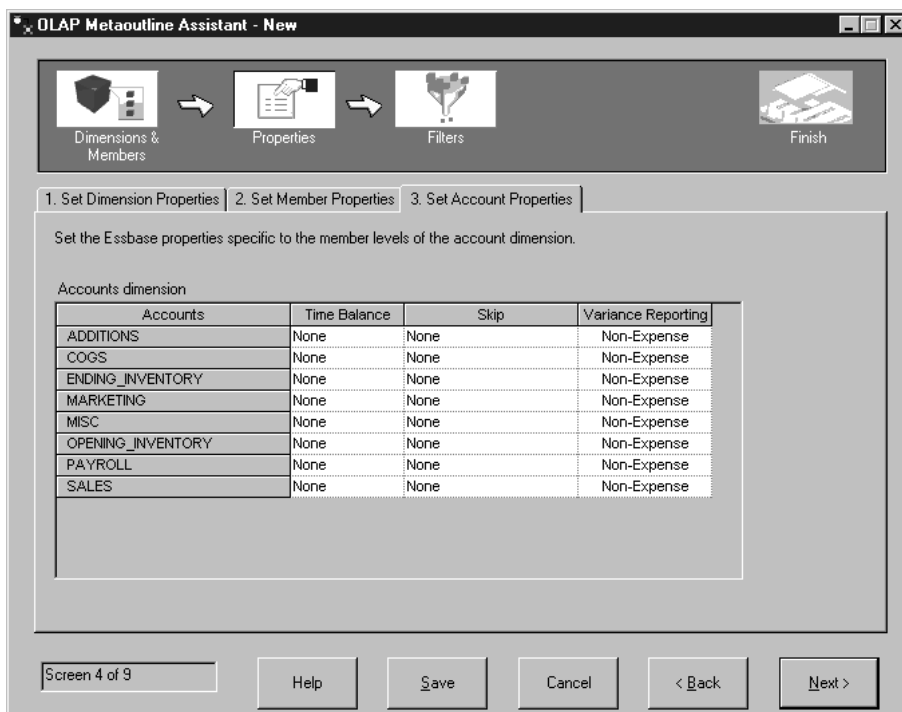 OLAP Metaoutline Assistant - New
Dimensions & Members
Properties
Filters
Finish
1. Set Dimension Properties
2. Set Member Properties
3. Set Account Properties
Set the Essbase properties specific to the member levels of the account dimension.
Accounts dimension
Accounts Time Balance Skip Variance Reporting
ADDITIONS None None Non-Expense
COGS None None Non-Expense
ENDING_INVENTORY None None Non-Expense
MARKETING None None Non-Expense
MISC None None Non-Expense
OPENING_INVENTORY None None Non-Expense
PAYROLL None None Non-Expense
SALES None None Non-Expense
Screen 4 of 9
Help
Save
Cancel
< Back
Next >